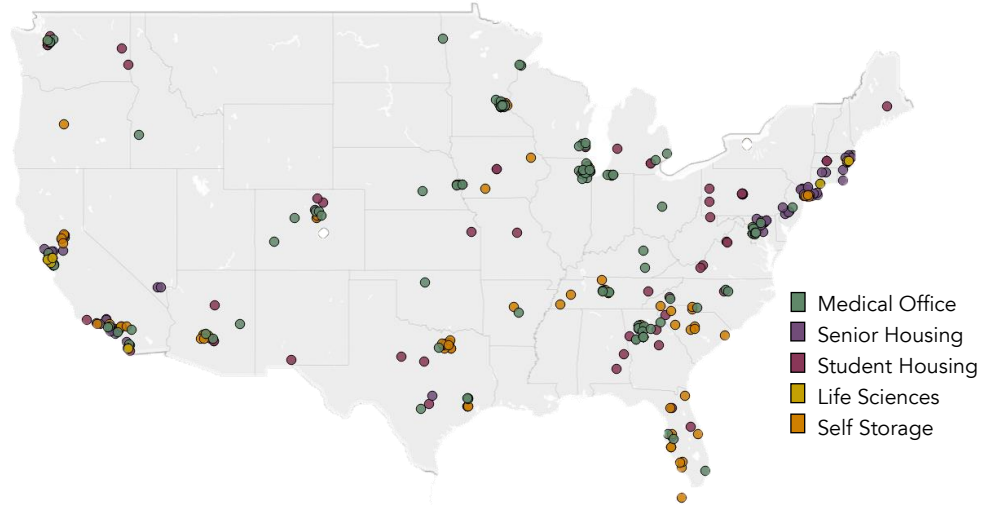 Medical Office
Senior Housing
Student Housing
Life Sciences
Self Storage